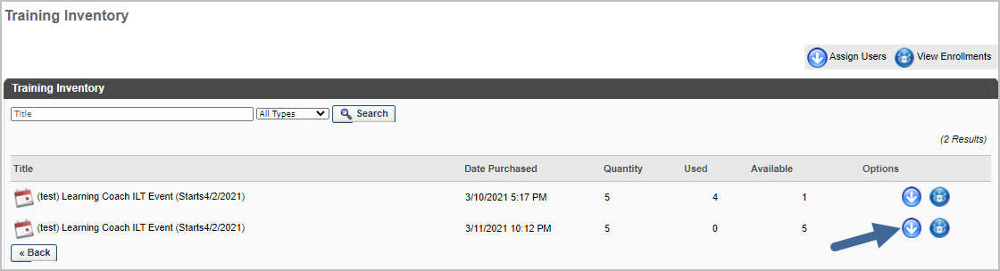 Training Inventory
Assign Users View Enrollments
Training Inventory
Title All Types Search
(2 Results)
Title Date Purchased Quantity Used Available Options
(test) Learning Coach ILT Event (Starts4/2/2021) 3/10/2021 5:17 PM 5 4 1
(test) Learning Coach ILT Event (Starts4/2/2021) 3/11/2021 10:12 PM 5 0 5
« Back